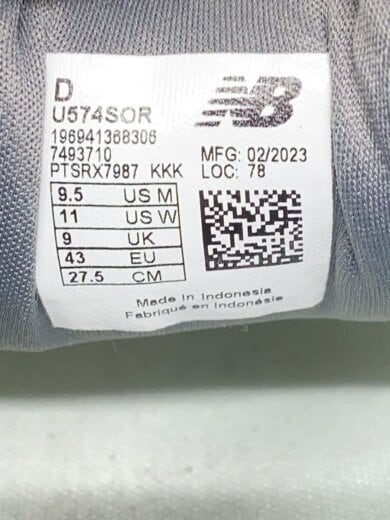 D
U574SOR
196941368306
7493710
PTSRX7987 KKK
9.5 US M
11 US W
9 UK
43 EU
27.5 CM
NB
MFG: 02/2023
LOC: 78
Made in Indonesia
Fabriqué en Indonésie